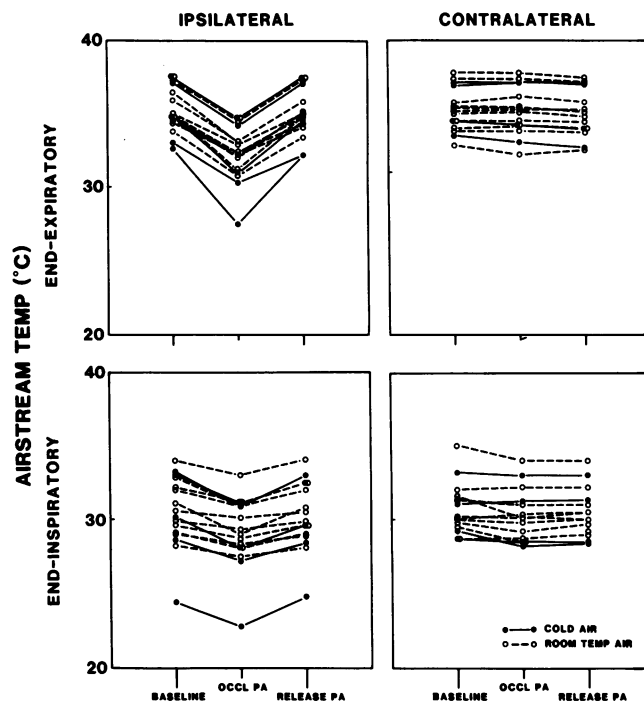 IPSILATERAL
CONTRALATERAL
40
30
20
END-EXPIRATORY
AIRSTREAM TEMP (°C)
40
30
20
END-INSPIRATORY
COLD AIR
ROOM TEMP AIR
BASELINE
OCCL PA
RELEASE PA
BASELINE
OCCL PA
RELEASE PA